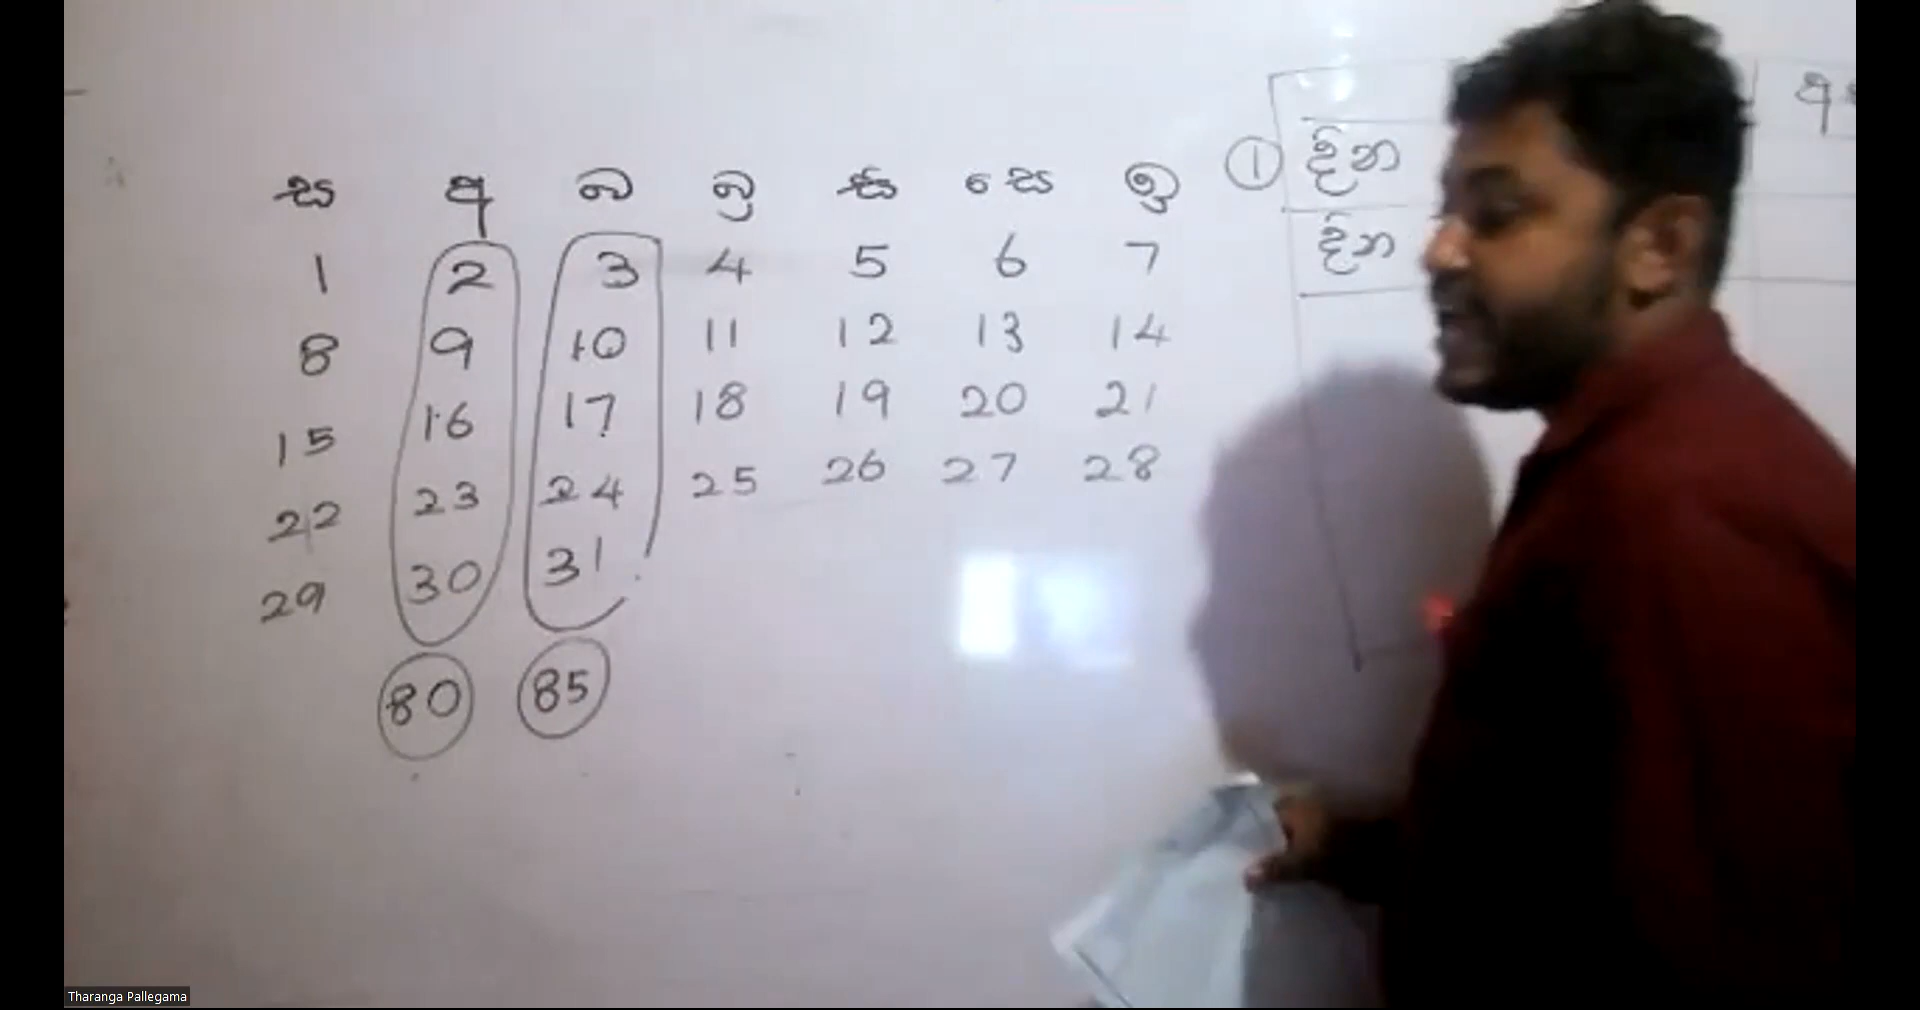 ස අ බ බු බ්‍ර සෙ ඉ
1 2 3 4 5 6 7
8 9 10 11 12 13 14
15 16 17 18 19 20 21
22 23 24 25 26 27 28
29 30 31
80 85
① දින
දින
අ
Tharanga Pallegama